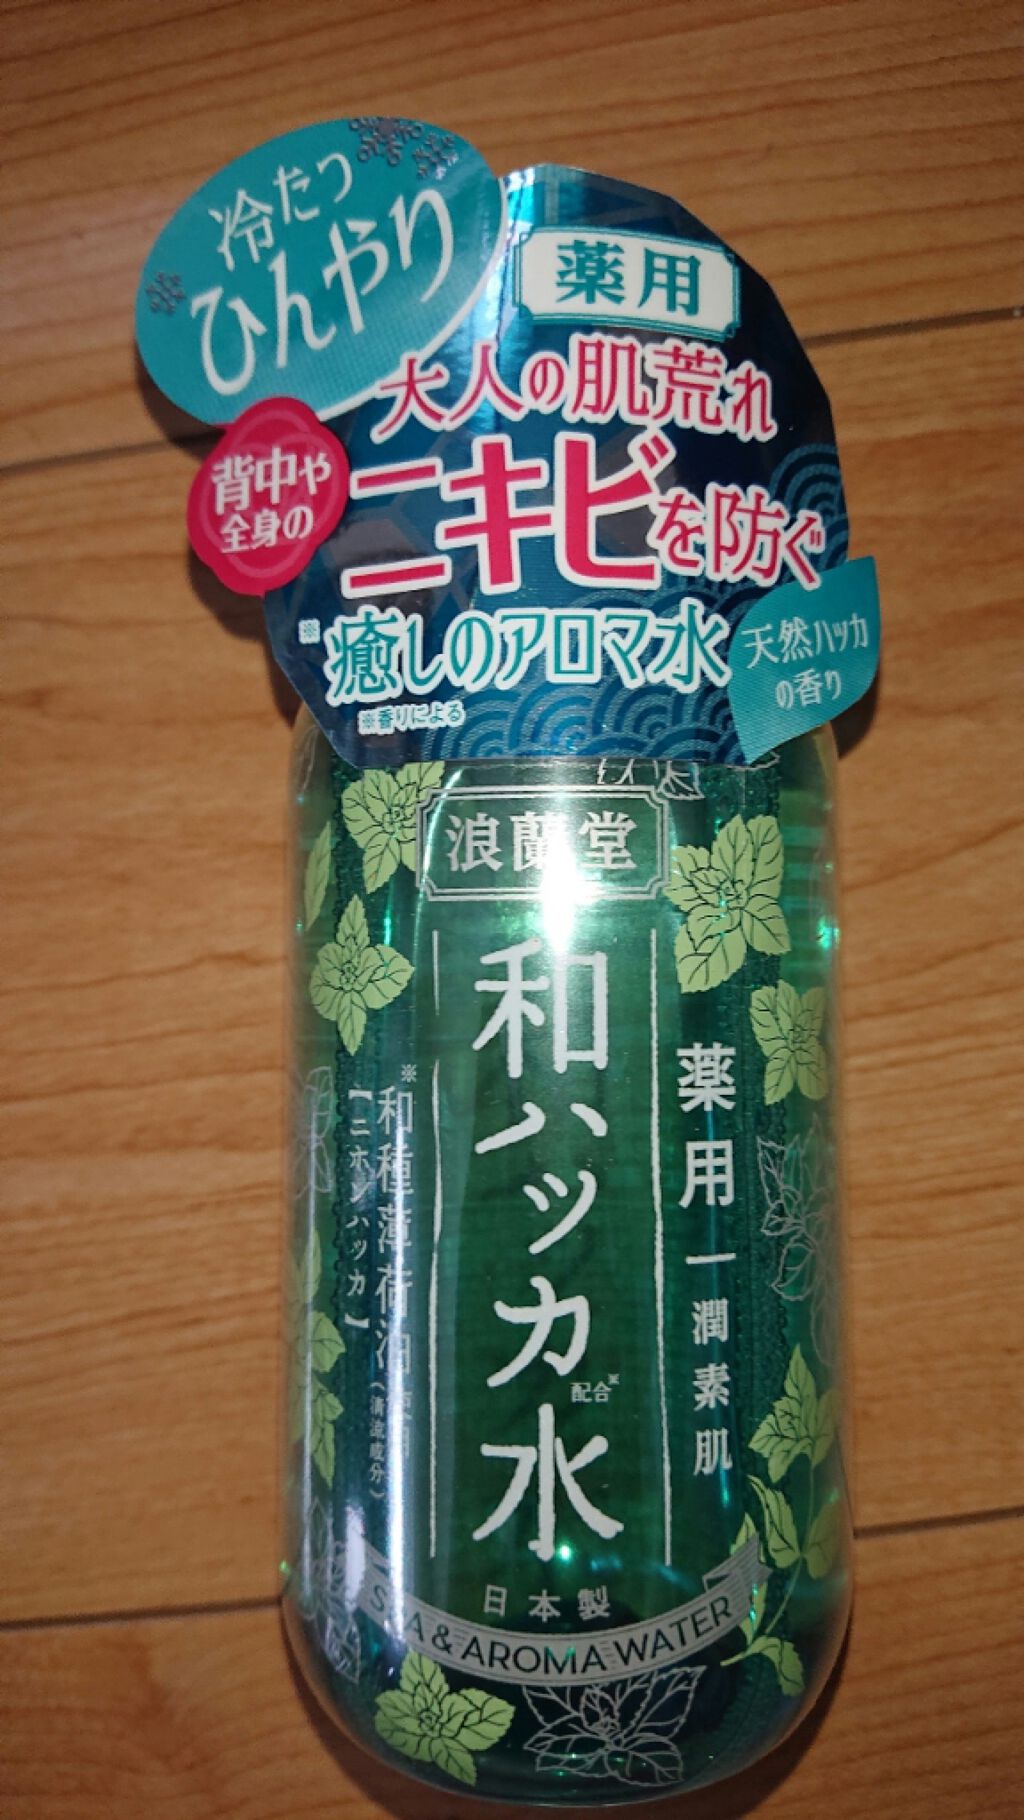 冷たっ
ひんやり
薬用
大人の肌荒れ
背中や
全身の
ニキビを防ぐ
※癒しのアロマ水
※香りによる
天然ハッカ
の香り
浪蘭堂
薬用一潤素肌
和ハッカ水
配合※
※和種薄荷油使用(清涼成分)
【ニホンハッカ】
日本製
SPA & AROMA WATER